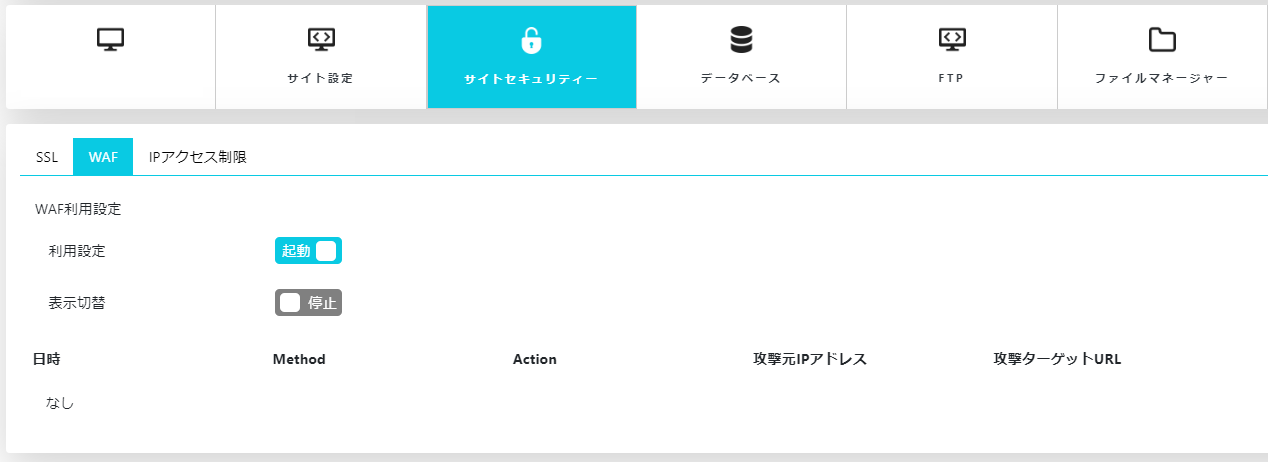 サイト設定
サイトセキュリティー
データベース
FTP
ファイルマネージャー
SSL WAF IPアクセス制限
WAF利用設定
利用設定 起動
表示切替 停止
日時 Method Action 攻撃元IPアドレス 攻撃ターゲットURL
なし